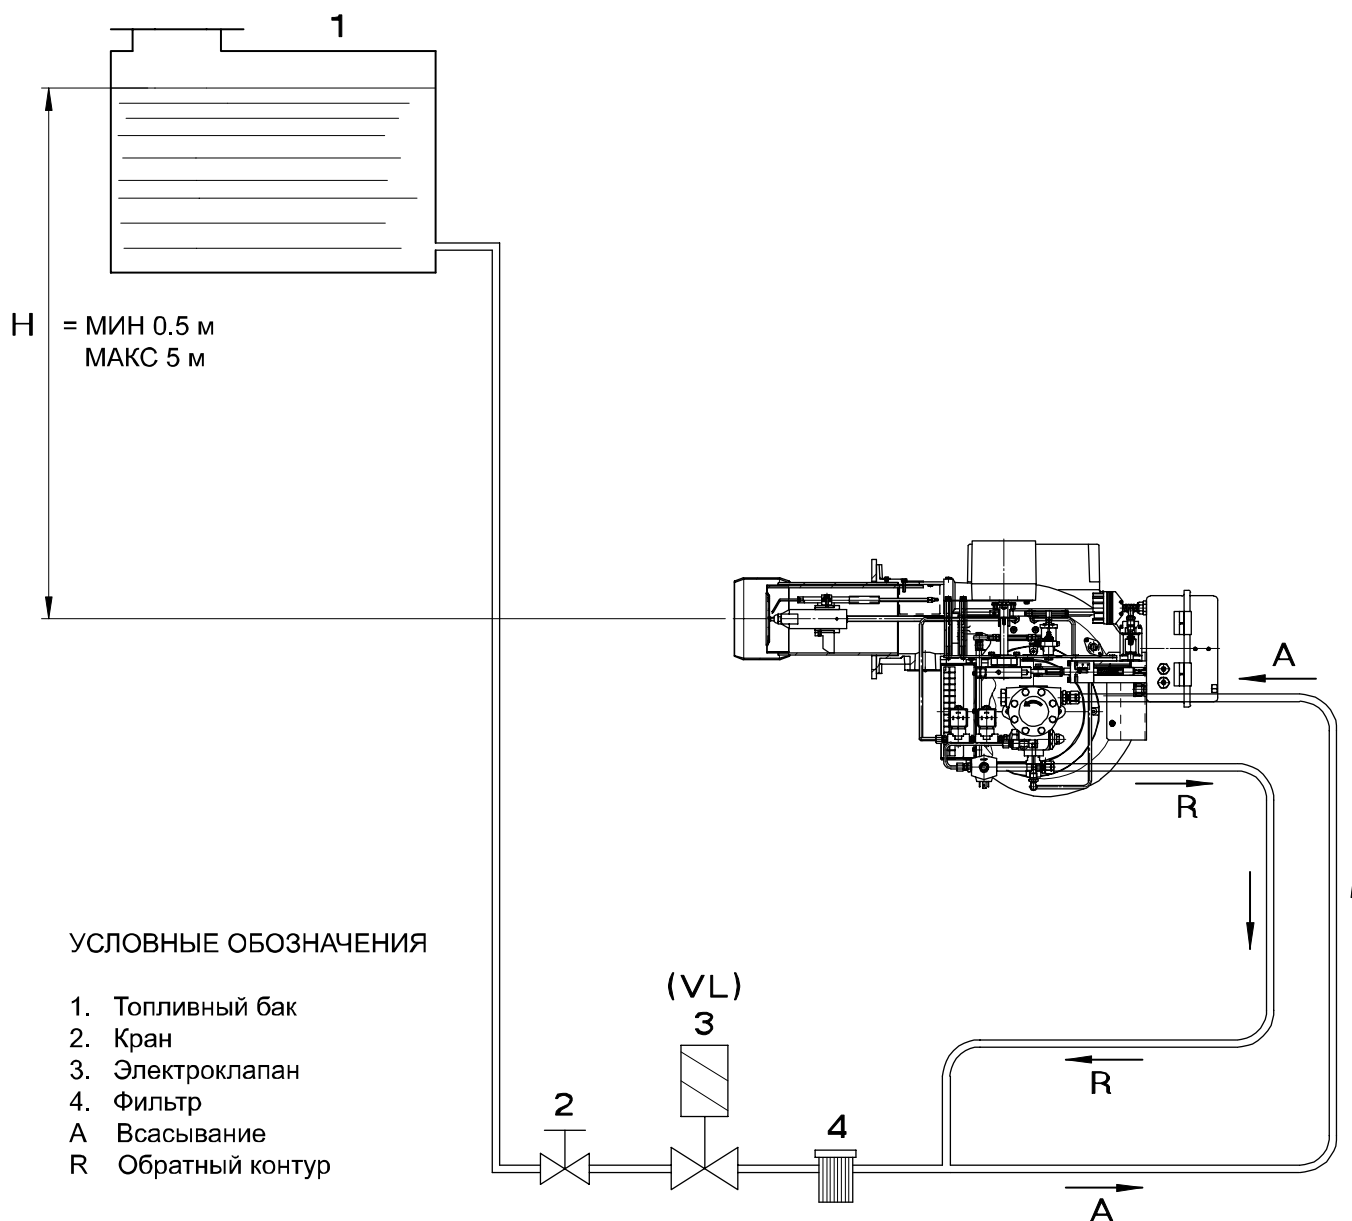 1
H = МИН 0.5 м
МАКС 5 м
A
R
УСЛОВНЫЕ ОБОЗНАЧЕНИЯ
1. Топливный бак
2. Кран
3. Электроклапан
4. Фильтр
A Всасывание
R Обратный контур
(VL)
3
2
4
R
A